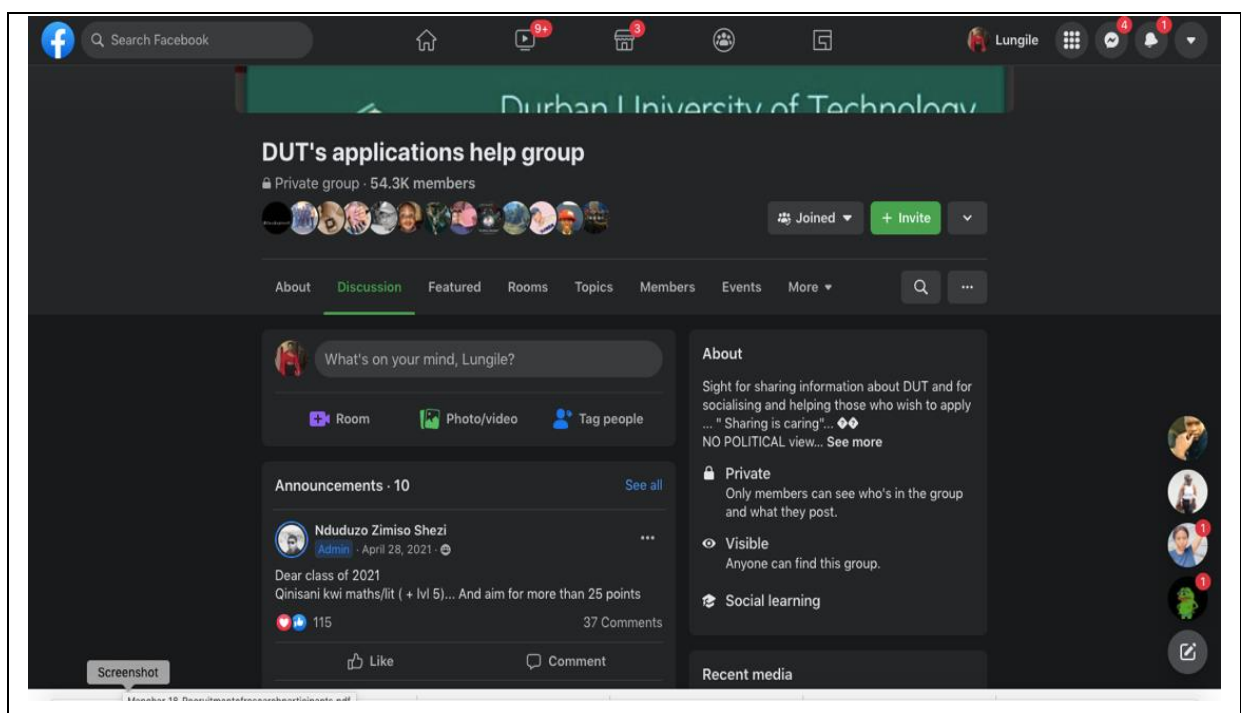 Search Facebook
9+
3
Lungile
4
1
Durban University of Technology
DUT's applications help group
Private group · 54.3K members
Joined
+ Invite
About
Discussion
Featured
Rooms
Topics
Members
Events
More
What's on your mind, Lungile?
Room
Photo/video
Tag people
Announcements · 10
See all
Nduduzo Zimiso Shezi
Admin · April 28, 2021 ·
Dear class of 2021
Qinisani kwi maths/lit ( + lvl 5)... And aim for more than 25 points
115
37 Comments
Like
Comment
About
Sight for sharing information about DUT and for
socialising and helping those who wish to apply
... " Sharing is caring"... ��
NO POLITICAL view... See more
Private
Only members can see who's in the group
and what they post.
Visible
Anyone can find this group.
Social learning
Recent media
1
1
Screenshot